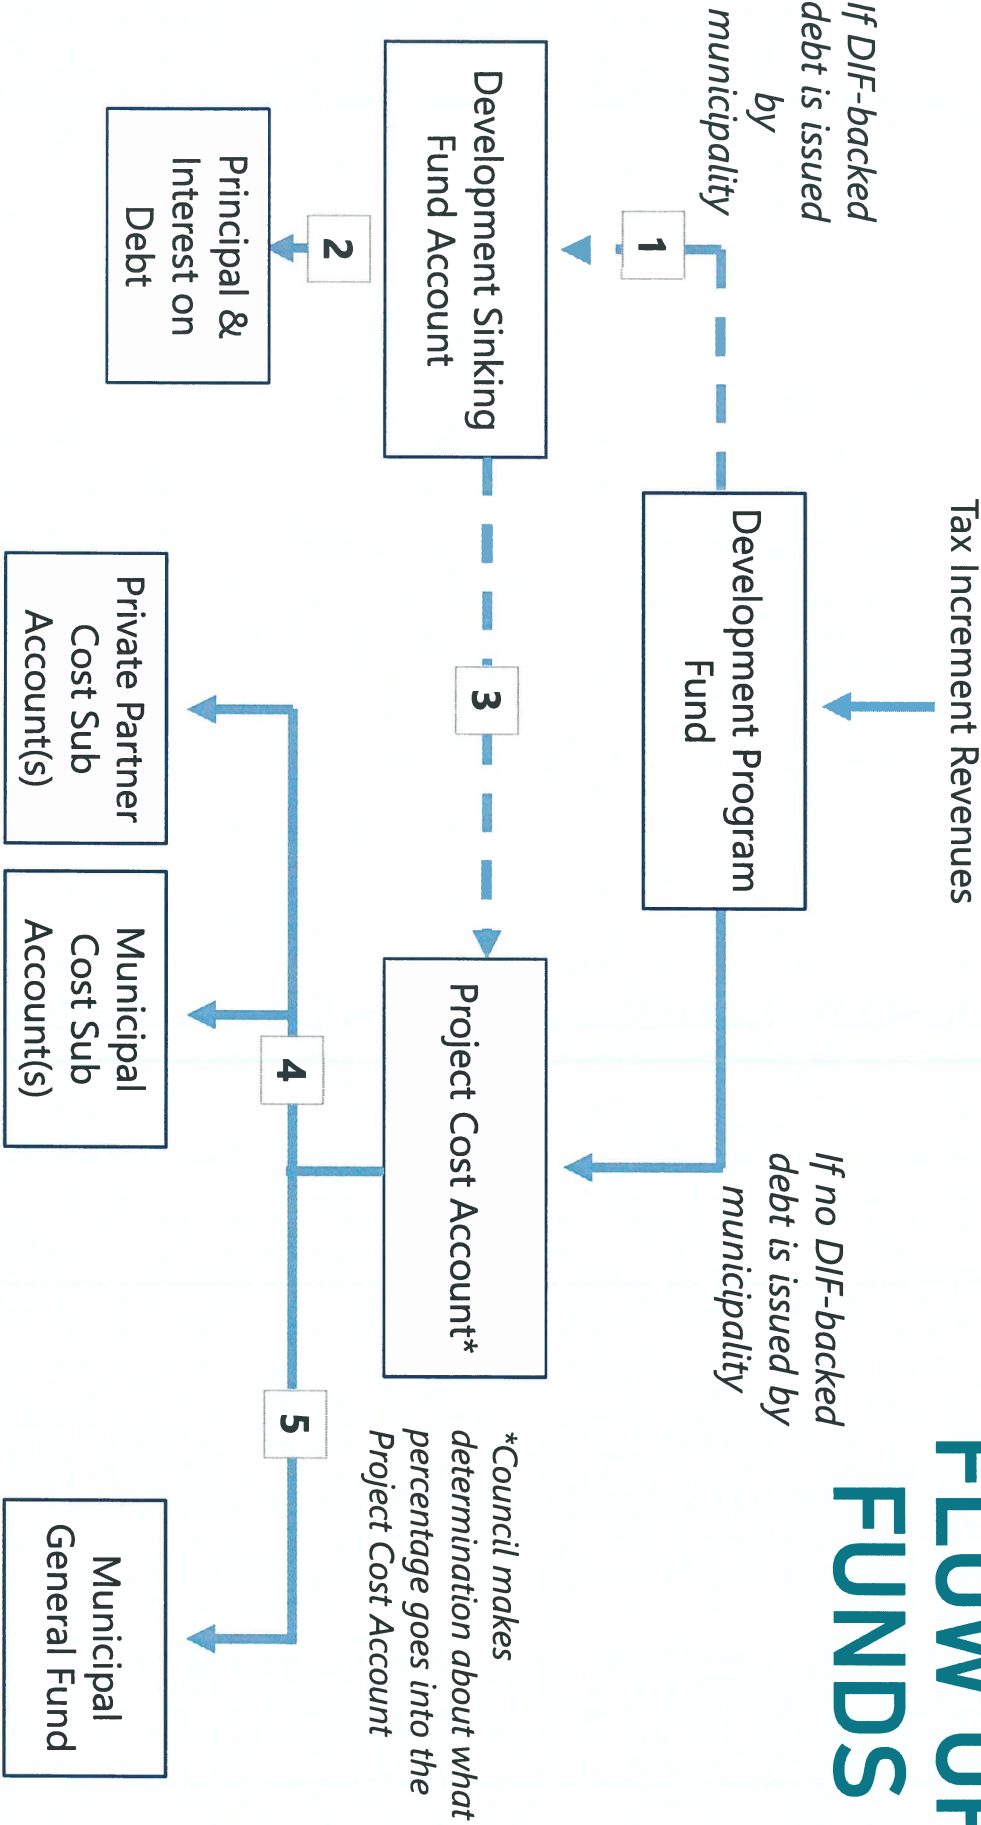 FLOW OF
FUNDS
Tax Increment Revenues
If DIF-backed
debt is issued
by
municipality
Development Program
Fund
If no DIF-backed
debt is issued by
municipality
1
Development Sinking
Fund Account
3
Project Cost Account*
*Council makes
determination about what
percentage goes into the
Project Cost Account
2
4
5
Principal &
Interest on
Debt
Private Partner
Cost Sub
Account(s)
Municipal
Cost Sub
Account(s)
Municipal
General Fund